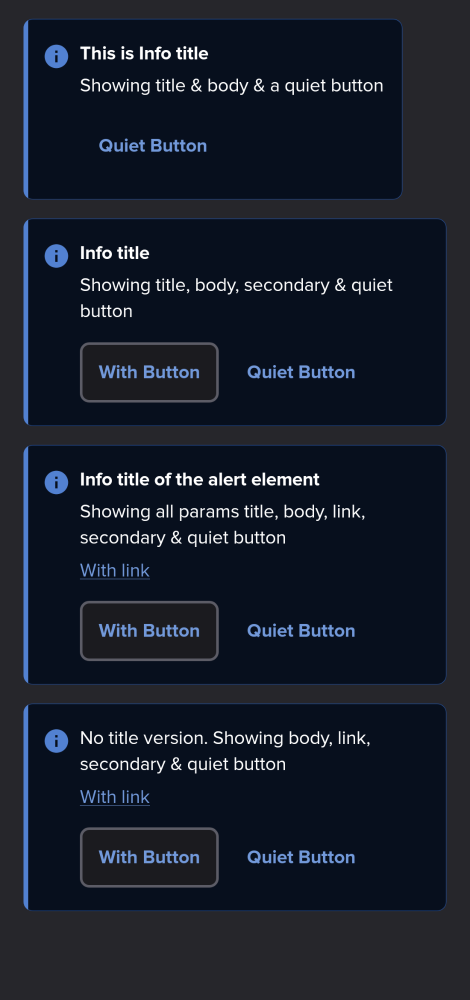 This is Info title
Showing title & body & a quiet button
Quiet Button
Info title
Showing title, body, secondary & quiet
button
With Button
Quiet Button
Info title of the alert element
Showing all params title, body, link,
secondary & quiet button
With link
With Button
Quiet Button
No title version. Showing body, link,
secondary & quiet button
With link
With Button
Quiet Button